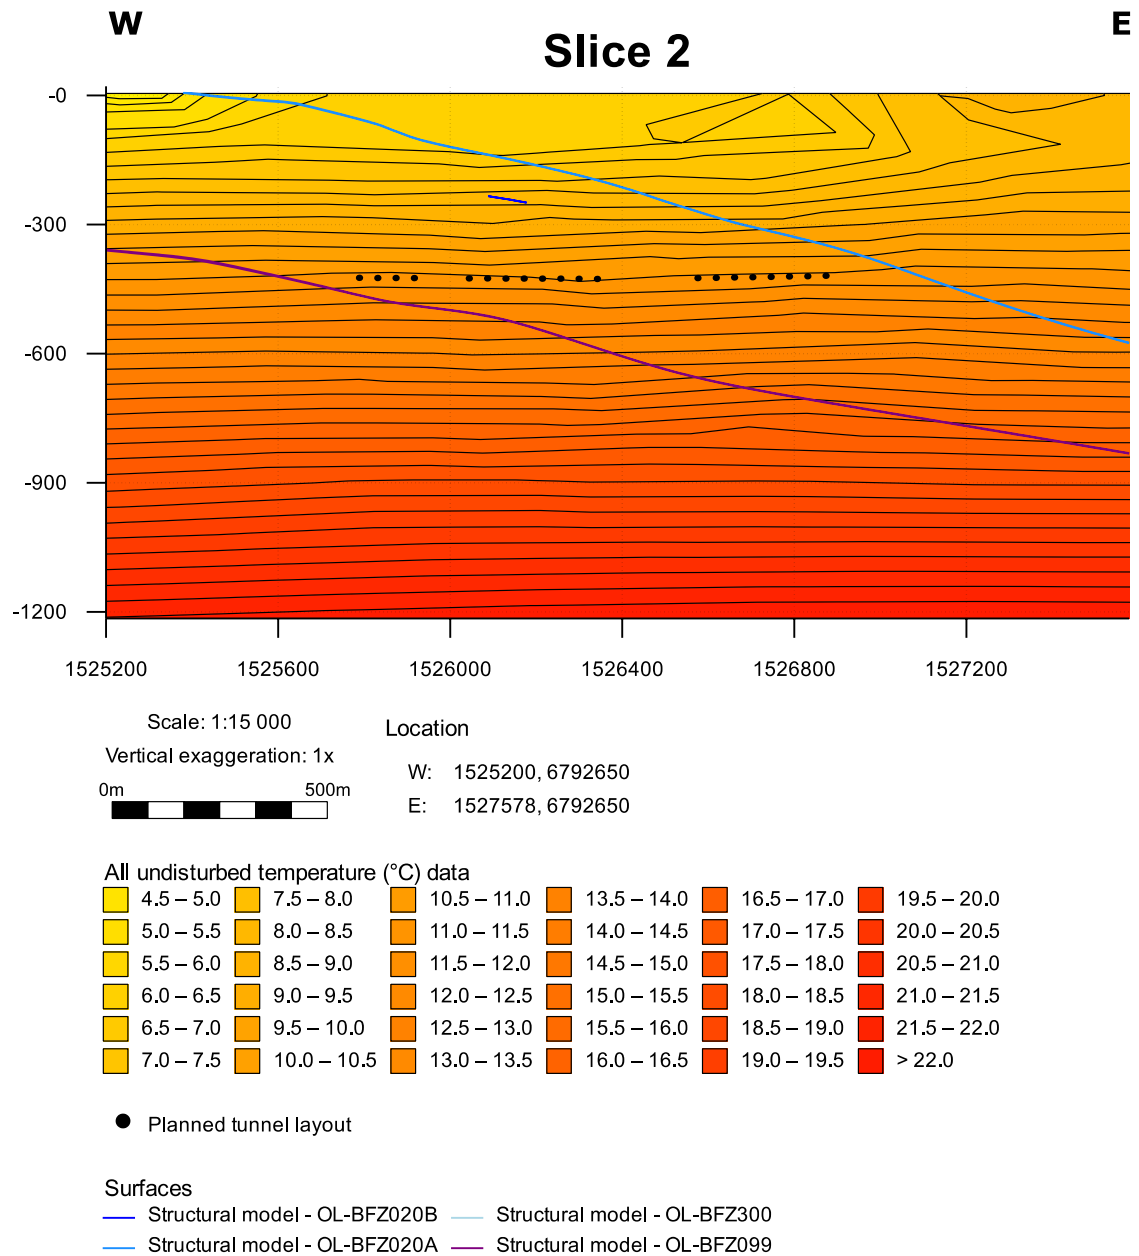 W E
Slice 2
-0
-300
-600
-900
-1200
1525200 1525600 1526000 1526400 1526800 1527200
Scale: 1:15 000
Vertical exaggeration: 1x
0m 500m
Location
W: 1525200, 6792650
E: 1527578, 6792650
All undisturbed temperature (°C) data
4.5 – 5.0 7.5 – 8.0 10.5 – 11.0 13.5 – 14.0 16.5 – 17.0 19.5 – 20.0
5.0 – 5.5 8.0 – 8.5 11.0 – 11.5 14.0 – 14.5 17.0 – 17.5 20.0 – 20.5
5.5 – 6.0 8.5 – 9.0 11.5 – 12.0 14.5 – 15.0 17.5 – 18.0 20.5 – 21.0
6.0 – 6.5 9.0 – 9.5 12.0 – 12.5 15.0 – 15.5 18.0 – 18.5 21.0 – 21.5
6.5 – 7.0 9.5 – 10.0 12.5 – 13.0 15.5 – 16.0 18.5 – 19.0 21.5 – 22.0
7.0 – 7.5 10.0 – 10.5 13.0 – 13.5 16.0 – 16.5 19.0 – 19.5 > 22.0
Planned tunnel layout
Surfaces
Structural model - OL-BFZ020B Structural model - OL-BFZ300
Structural model - OL-BFZ020A Structural model - OL-BFZ099